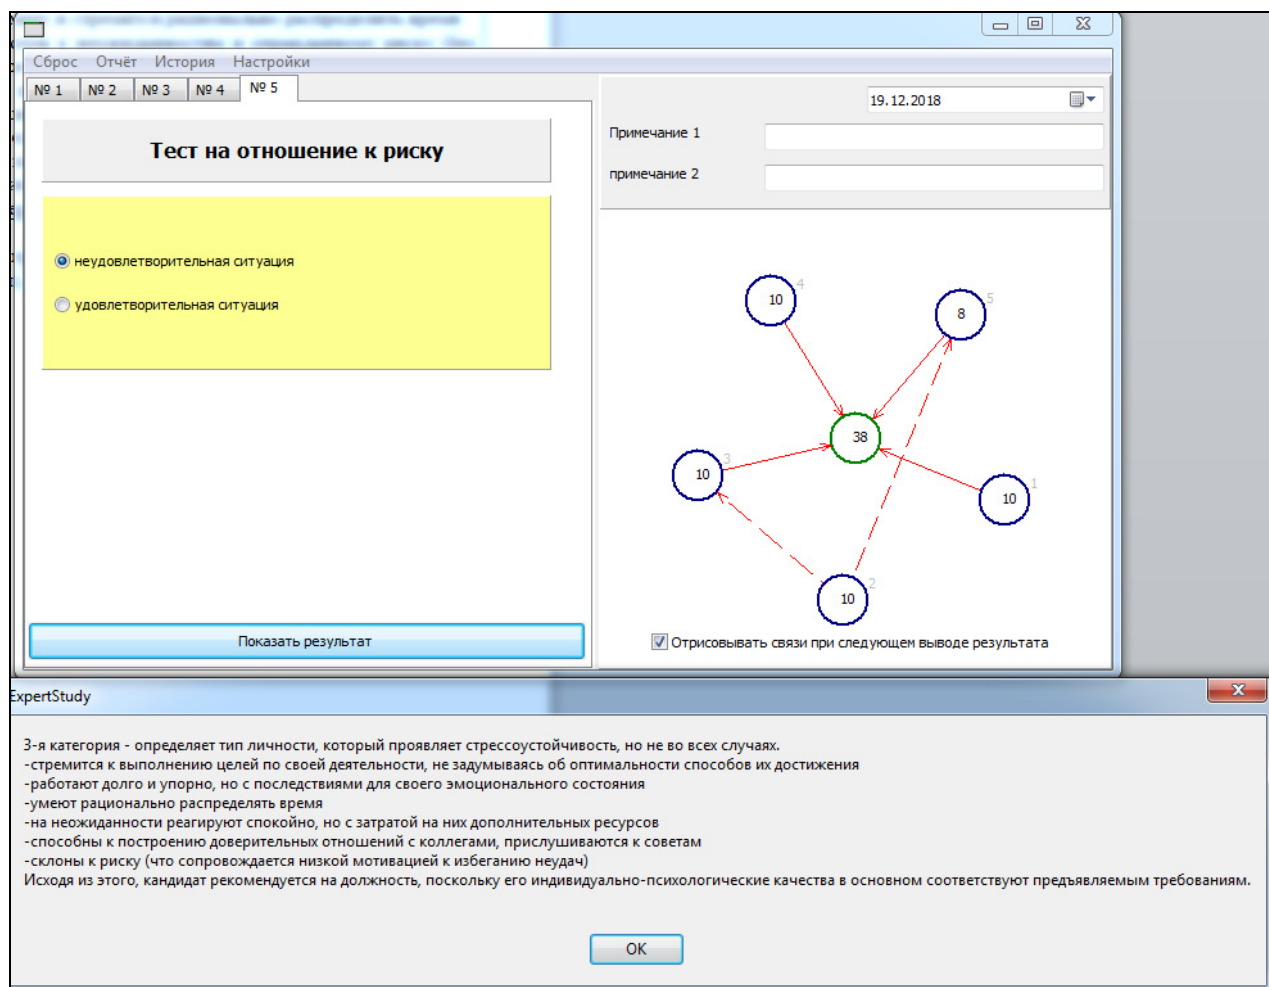 Сброс Отчёт История Настройки
№ 1 № 2 № 3 № 4 № 5
Тест на отношение к риску
неудовлетворительная ситуация
удовлетворительная ситуация
Показать результат
19.12.2018
Примечание 1
примечание 2
10 4
8 5
38
10 3
10 1
10 2
Отрисовывать связи при следующем выводе результата
ExpertStudy
3-я категория - определяет тип личности, который проявляет стрессоустойчивость, но не во всех случаях.
-стремится к выполнению целей по своей деятельности, не задумываясь об оптимальности способов их достижения
-работают долго и упорно, но с последствиями для своего эмоционального состояния
-умеют рационально распределять время
-на неожиданности реагируют спокойно, но с затратой на них дополнительных ресурсов
-способны к построению доверительных отношений с коллегами, прислушиваются к советам
-склоны к риску (что сопровождается низкой мотивацией к избеганию неудач)
Исходя из этого, кандидат рекомендуется на должность, поскольку его индивидуально-психологические качества в основном соответствуют предъявляемым требованиям.
OK